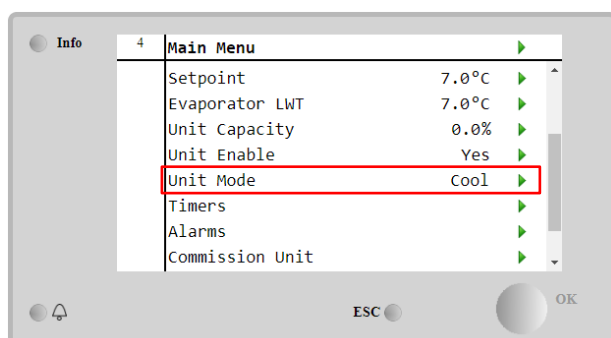 Info
4 Main Menu
Setpoint 7.0°C
Evaporator LWT 7.0°C
Unit Capacity 0.0%
Unit Enable Yes
Unit Mode Cool
Timers
Alarms
Commission Unit
ESC OK